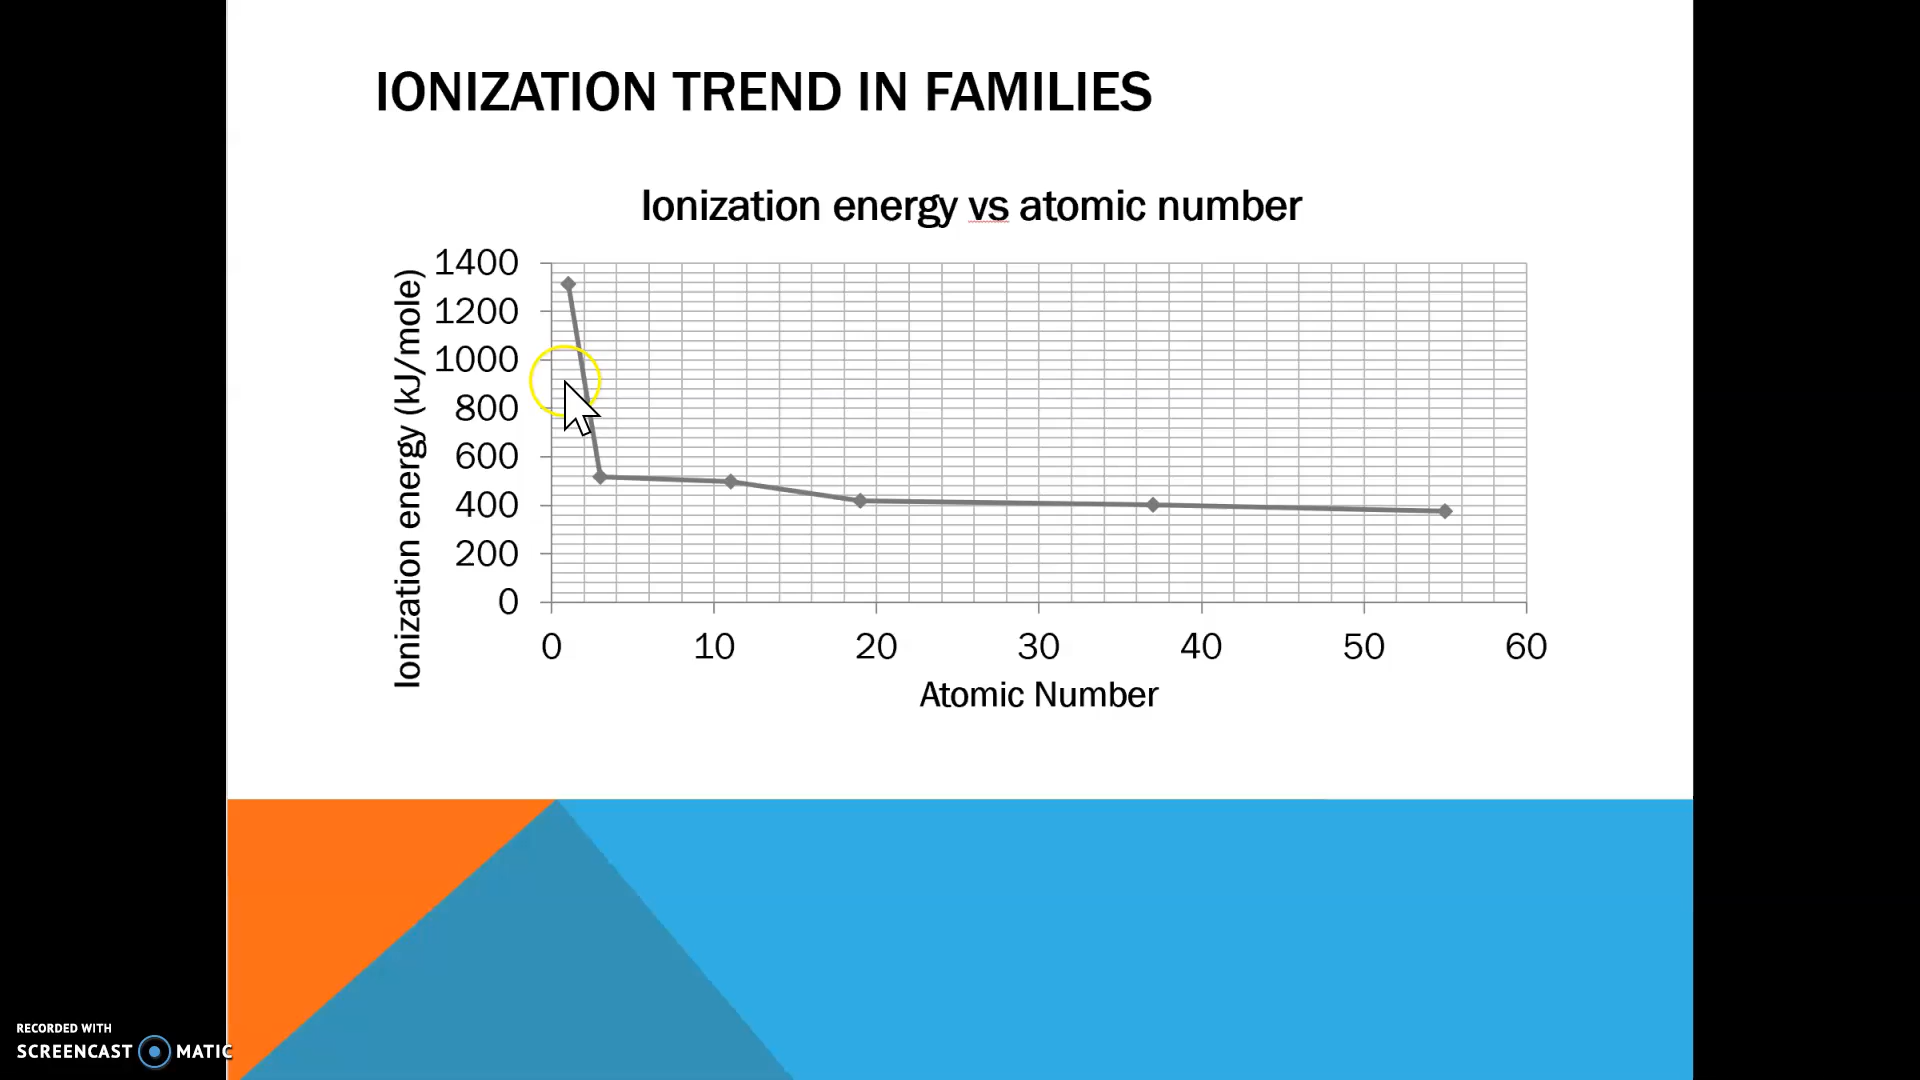 IONIZATION TREND IN FAMILIES
Ionization energy vs atomic number
Ionization energy (kJ/mole)
1400
1200
1000
800
600
400
200
0
0 10 20 30 40 50 60
Atomic Number
RECORDED WITH
SCREENCAST MATIC